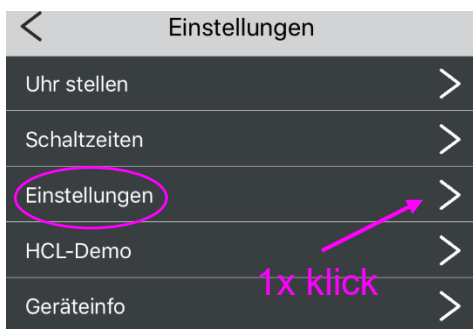 Einstellungen
Uhr stellen
Schaltzeiten
Einstellungen
HCL-Demo
1x klick
Geräteinfo